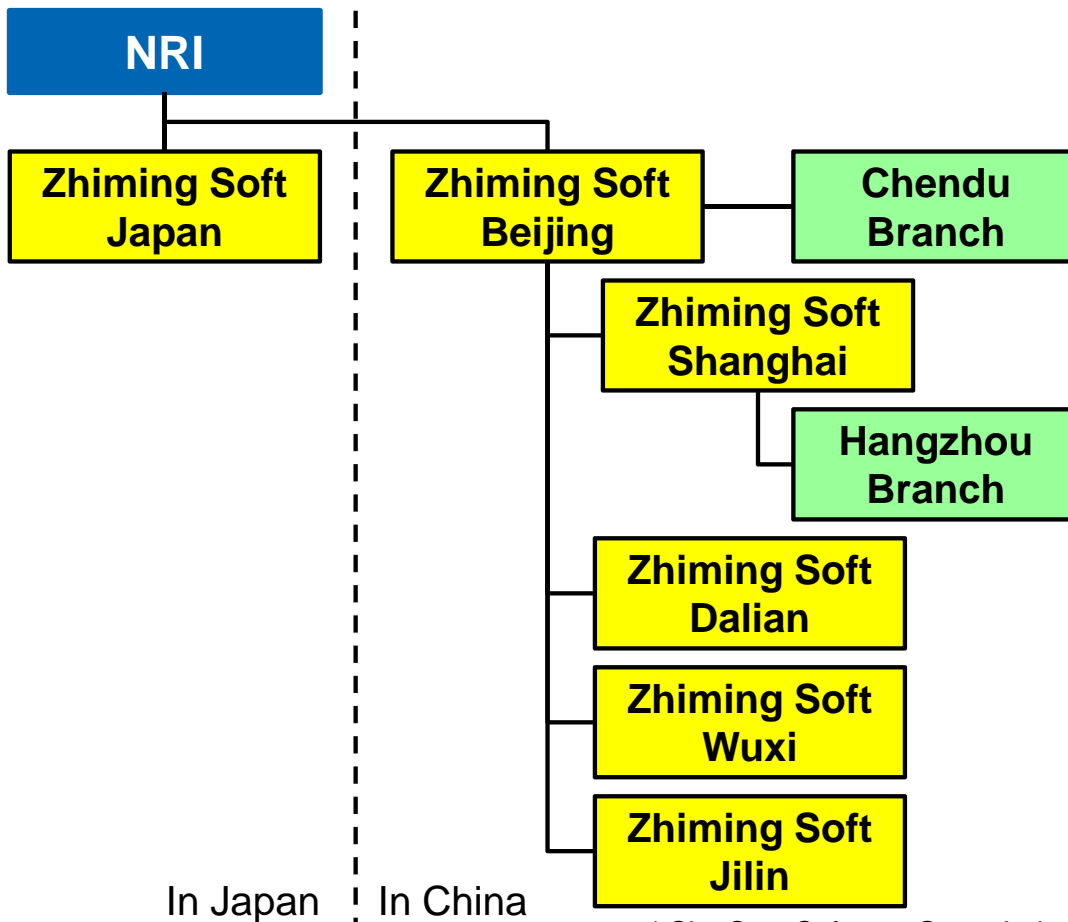 NRI
Zhiming Soft
Japan
Zhiming Soft
Beijing
Chendu
Branch
Zhiming Soft
Shanghai
Hangzhou
Branch
Zhiming Soft
Dalian
Zhiming Soft
Wuxi
Zhiming Soft
Jilin
In Japan
In China